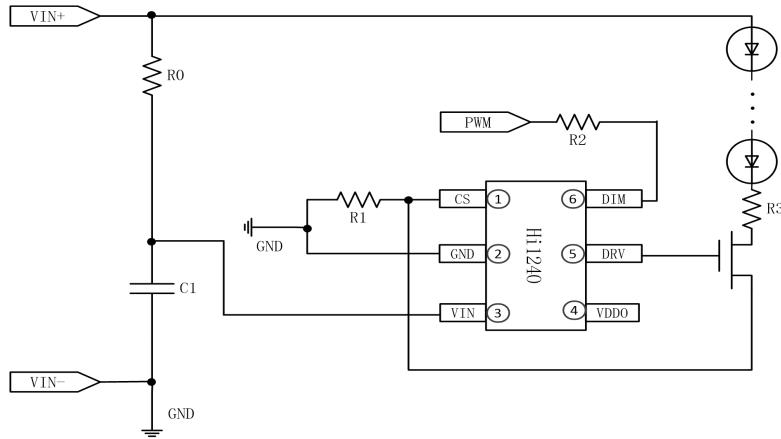 VIN+
R0
PWM
R2
R1
CS
1
6
DIM
R3
GND
GND
2
Hi1240
5
DRV
C1
VIN
3
4
VDDO
VIN-
GND